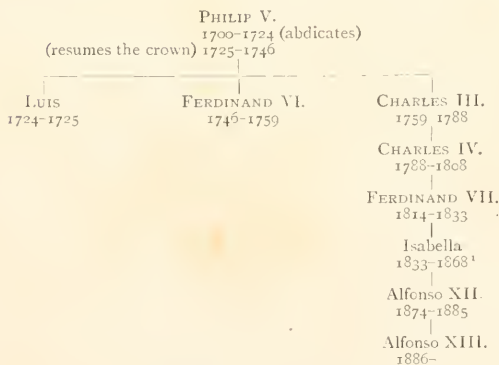 PHILIP V.
1700-1724 (abdicates)
(resumes the crown) 1725-1746
LUIS
1724-1725
FERDINAND VI.
1746-1759
CHARLES III.
1759 1788
CHARLES IV.
1788-1808
FERDINAND VII.
1814-1833
Isabella
1833-1868¹
Alfonso XII.
1874-1885
Alfonso XIII.
1886-